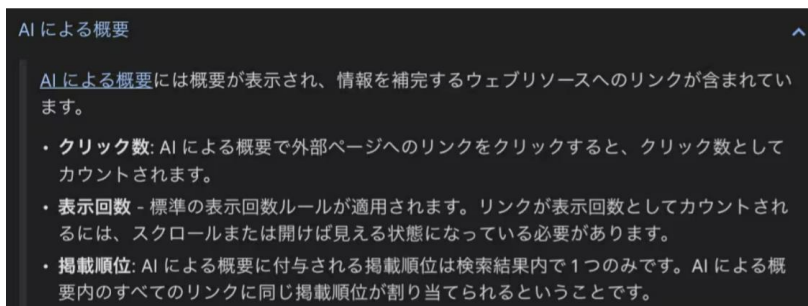 AI による概要
AI による概要には概要が表示され、情報を補完するウェブリソースへのリンクが含まれてい
ます。
・クリック数: AI による概要で外部ページへのリンクをクリックすると、クリック数として
カウントされます。
・表示回数 - 標準の表示回数ルールが適用されます。リンクが表示回数としてカウントされ
るには、スクロールまたは開けば見える状態になっている必要があります。
・掲載順位: AI による概要に付与される掲載順位は検索結果内で 1 つのみです。AI による概
要内のすべてのリンクに同じ掲載順位が割り当てられるということです。